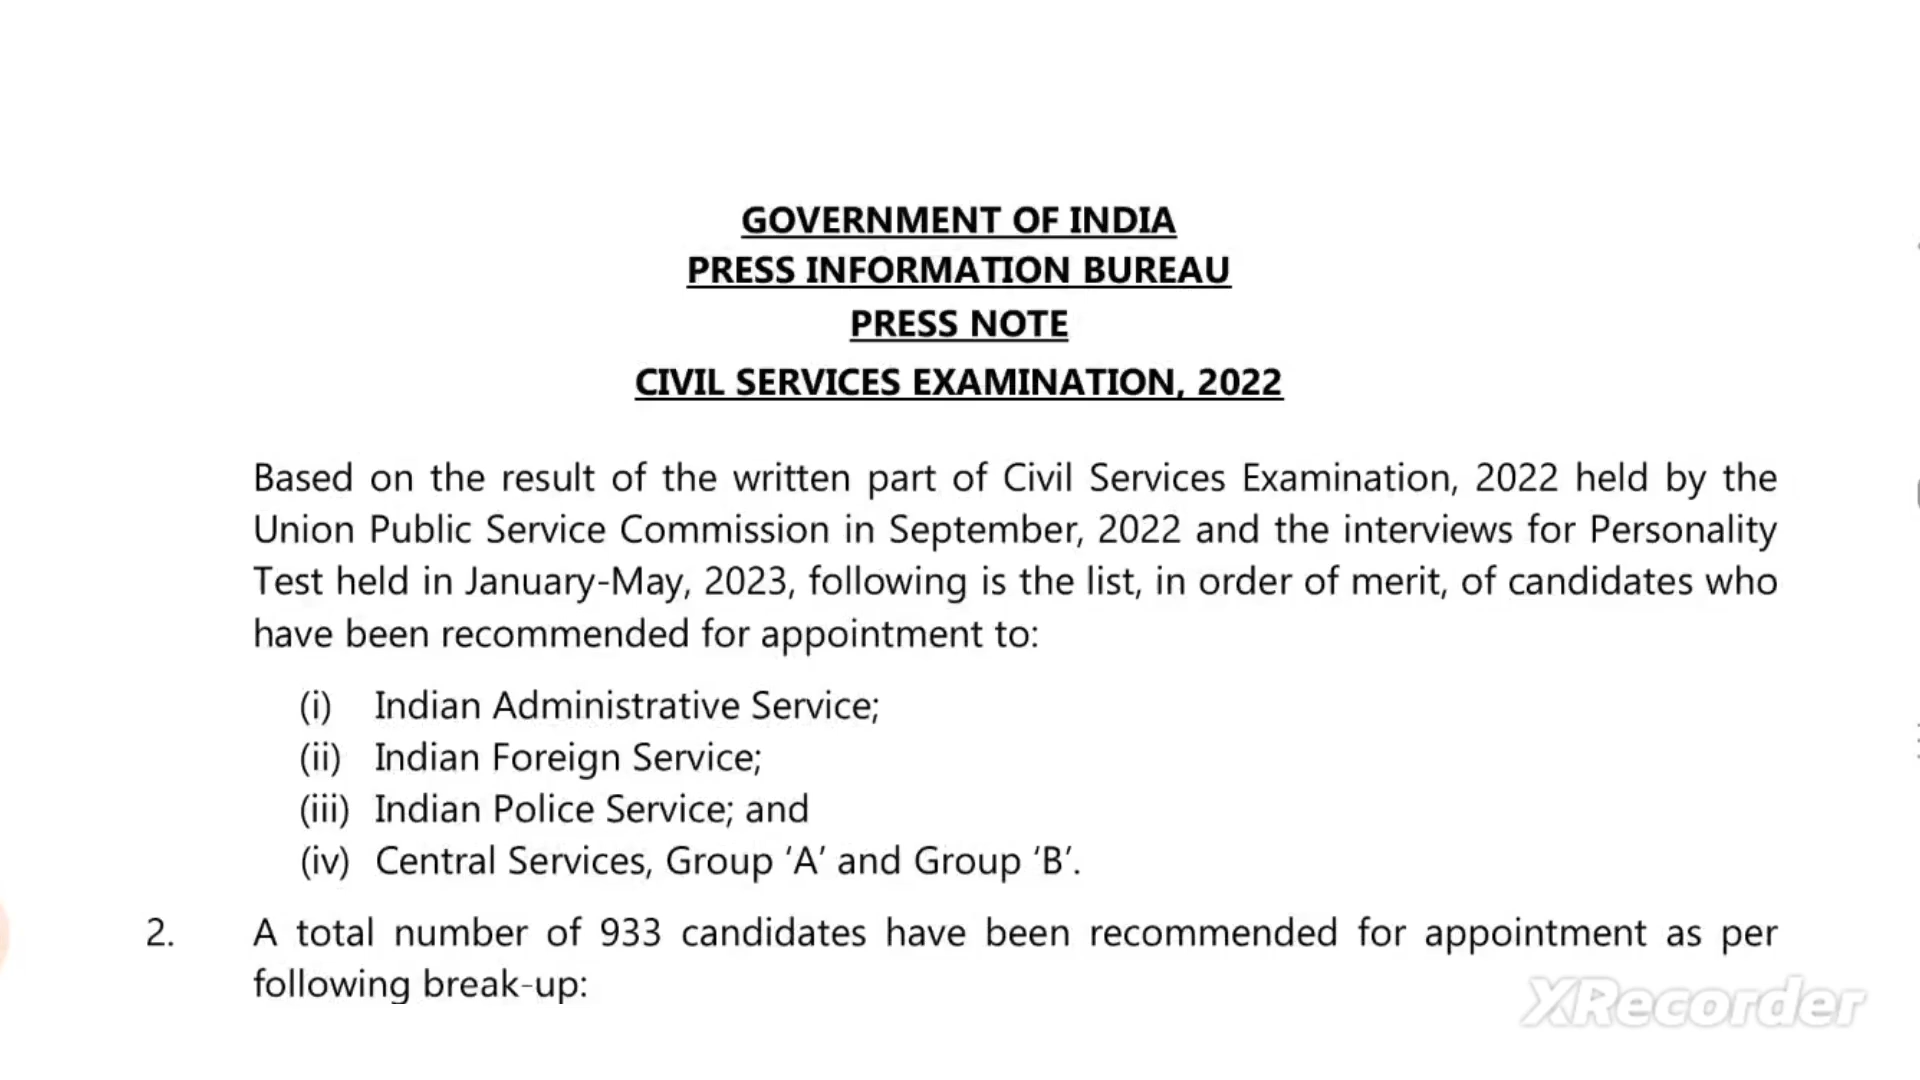 GOVERNMENT OF INDIA
PRESS INFORMATION BUREAU
PRESS NOTE
CIVIL SERVICES EXAMINATION, 2022
Based on the result of the written part of Civil Services Examination, 2022 held by the
Union Public Service Commission in September, 2022 and the interviews for Personality
Test held in January-May, 2023, following is the list, in order of merit, of candidates who
have been recommended for appointment to:
(i) Indian Administrative Service;
(ii) Indian Foreign Service;
(iii) Indian Police Service; and
(iv) Central Services, Group ‘A’ and Group ‘B’.
2. A total number of 933 candidates have been recommended for appointment as per
following break-up:
XRecorder